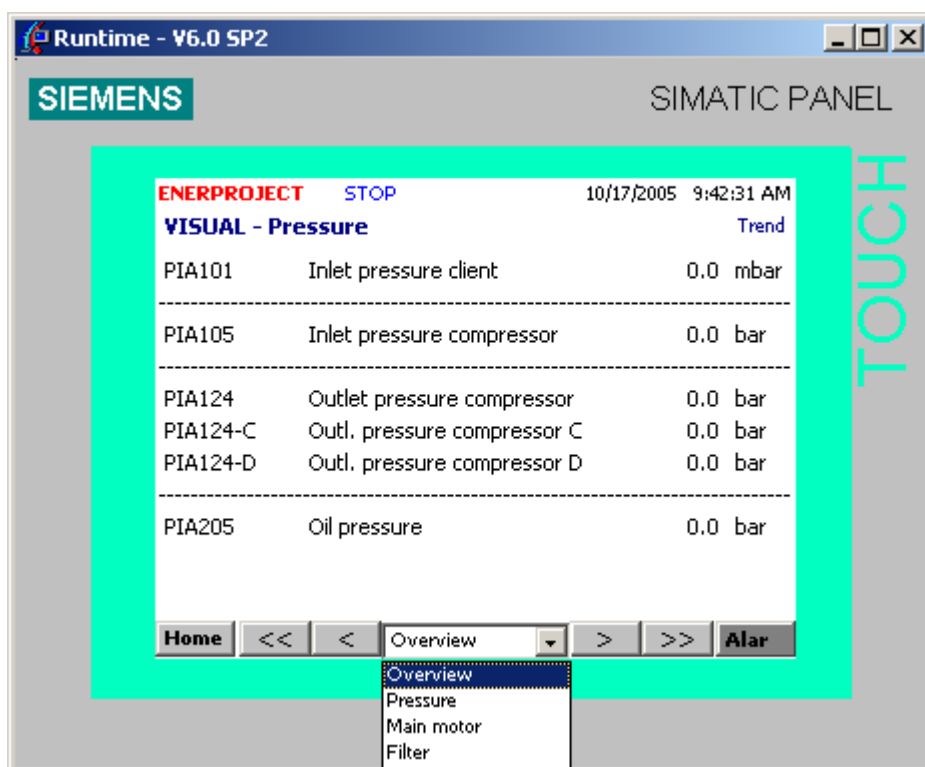 Runtime - V6.0 SP2
SIEMENS SIMATIC PANEL
TOUCH
ENERPROJECT STOP 10/17/2005 9:42:31 AM
VISUAL - Pressure Trend
PIA101 Inlet pressure client 0.0 mbar
PIA105 Inlet pressure compressor 0.0 bar
PIA124 Outlet pressure compressor 0.0 bar
PIA124-C Outl. pressure compressor C 0.0 bar
PIA124-D Outl. pressure compressor D 0.0 bar
PIA205 Oil pressure 0.0 bar
Home << < Overview > >> Alar
Overview
Pressure
Main motor
Filter